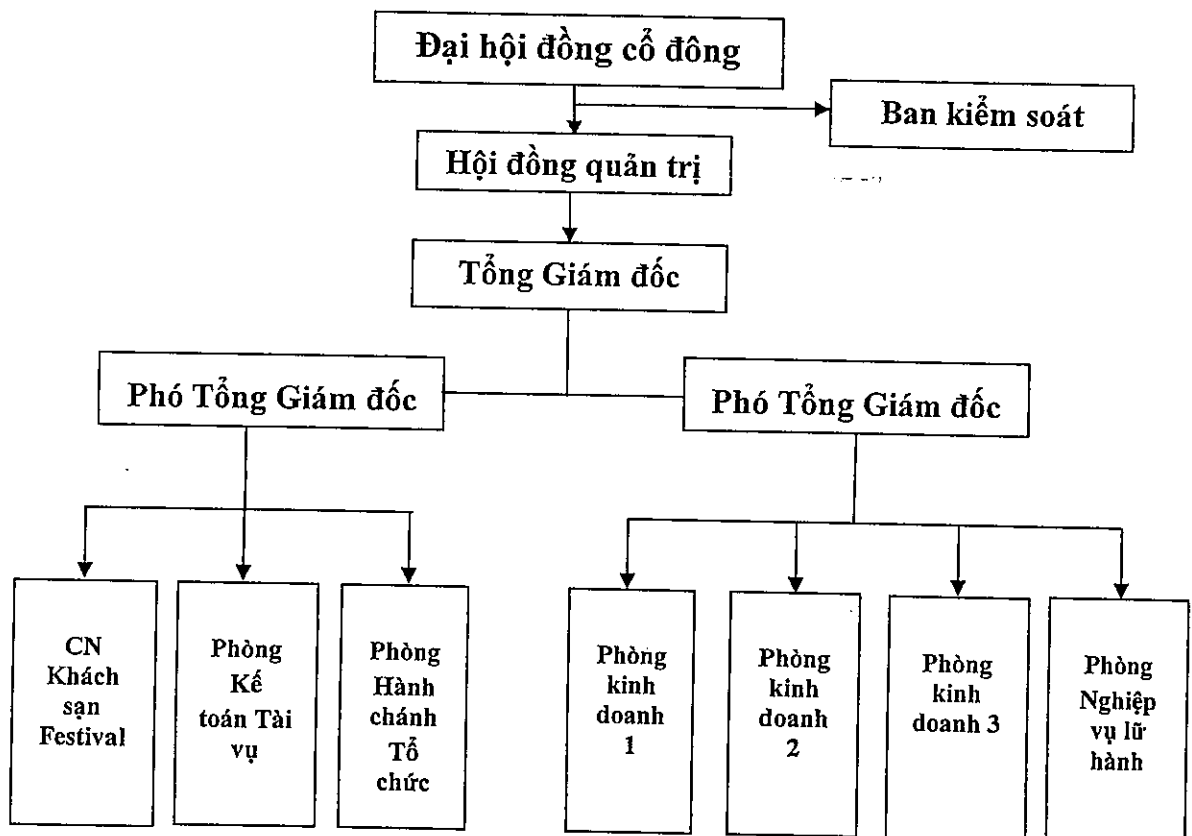 Đại hội đồng cổ đông
Ban kiểm soát
Hội đồng quản trị
Tổng Giám đốc
Phó Tổng Giám đốc
Phó Tổng Giám đốc
CN
Khách
sạn
Festival
Phòng
Kế
toán Tài
vụ
Phòng
Hành
chánh
Tổ
chức
Phòng
kinh
doanh
1
Phòng
kinh
doanh
2
Phòng
kinh
doanh 3
Phòng
Nghiệp
vụ lữ
hành